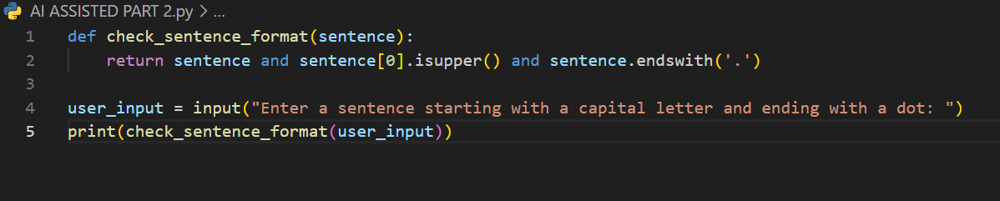 AI ASSISTED PART 2.py > ...
1 def check_sentence_format(sentence):
2     return sentence and sentence[0].isupper() and sentence.endswith('.')
3
4 user_input = input("Enter a sentence starting with a capital letter and ending with a dot: ")
5 print(check_sentence_format(user_input))